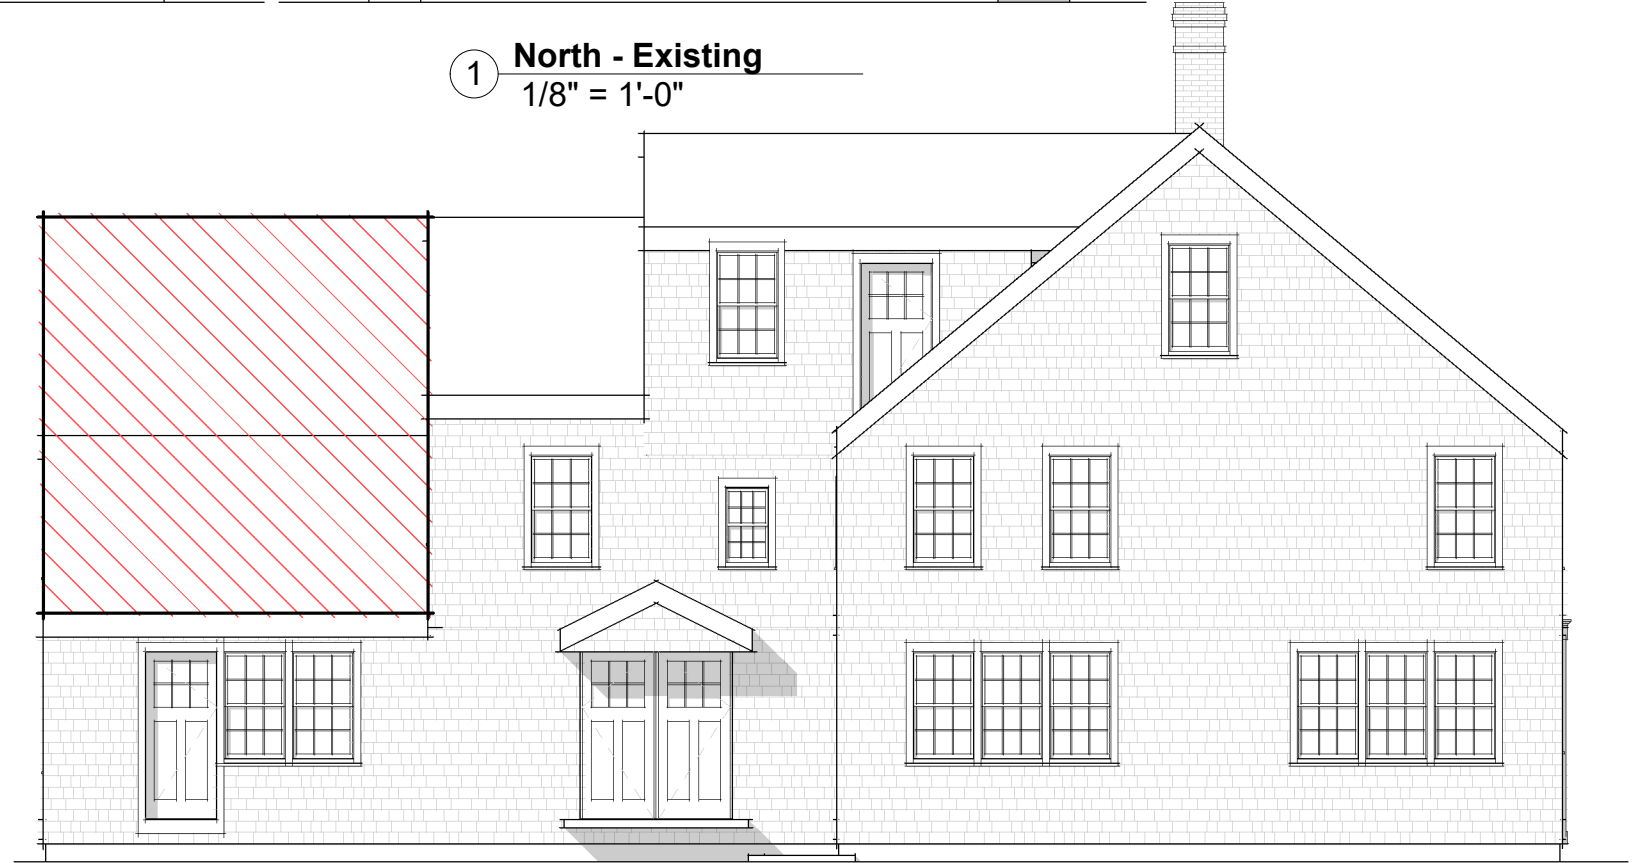 1
North - Existing
1/8" = 1'-0"